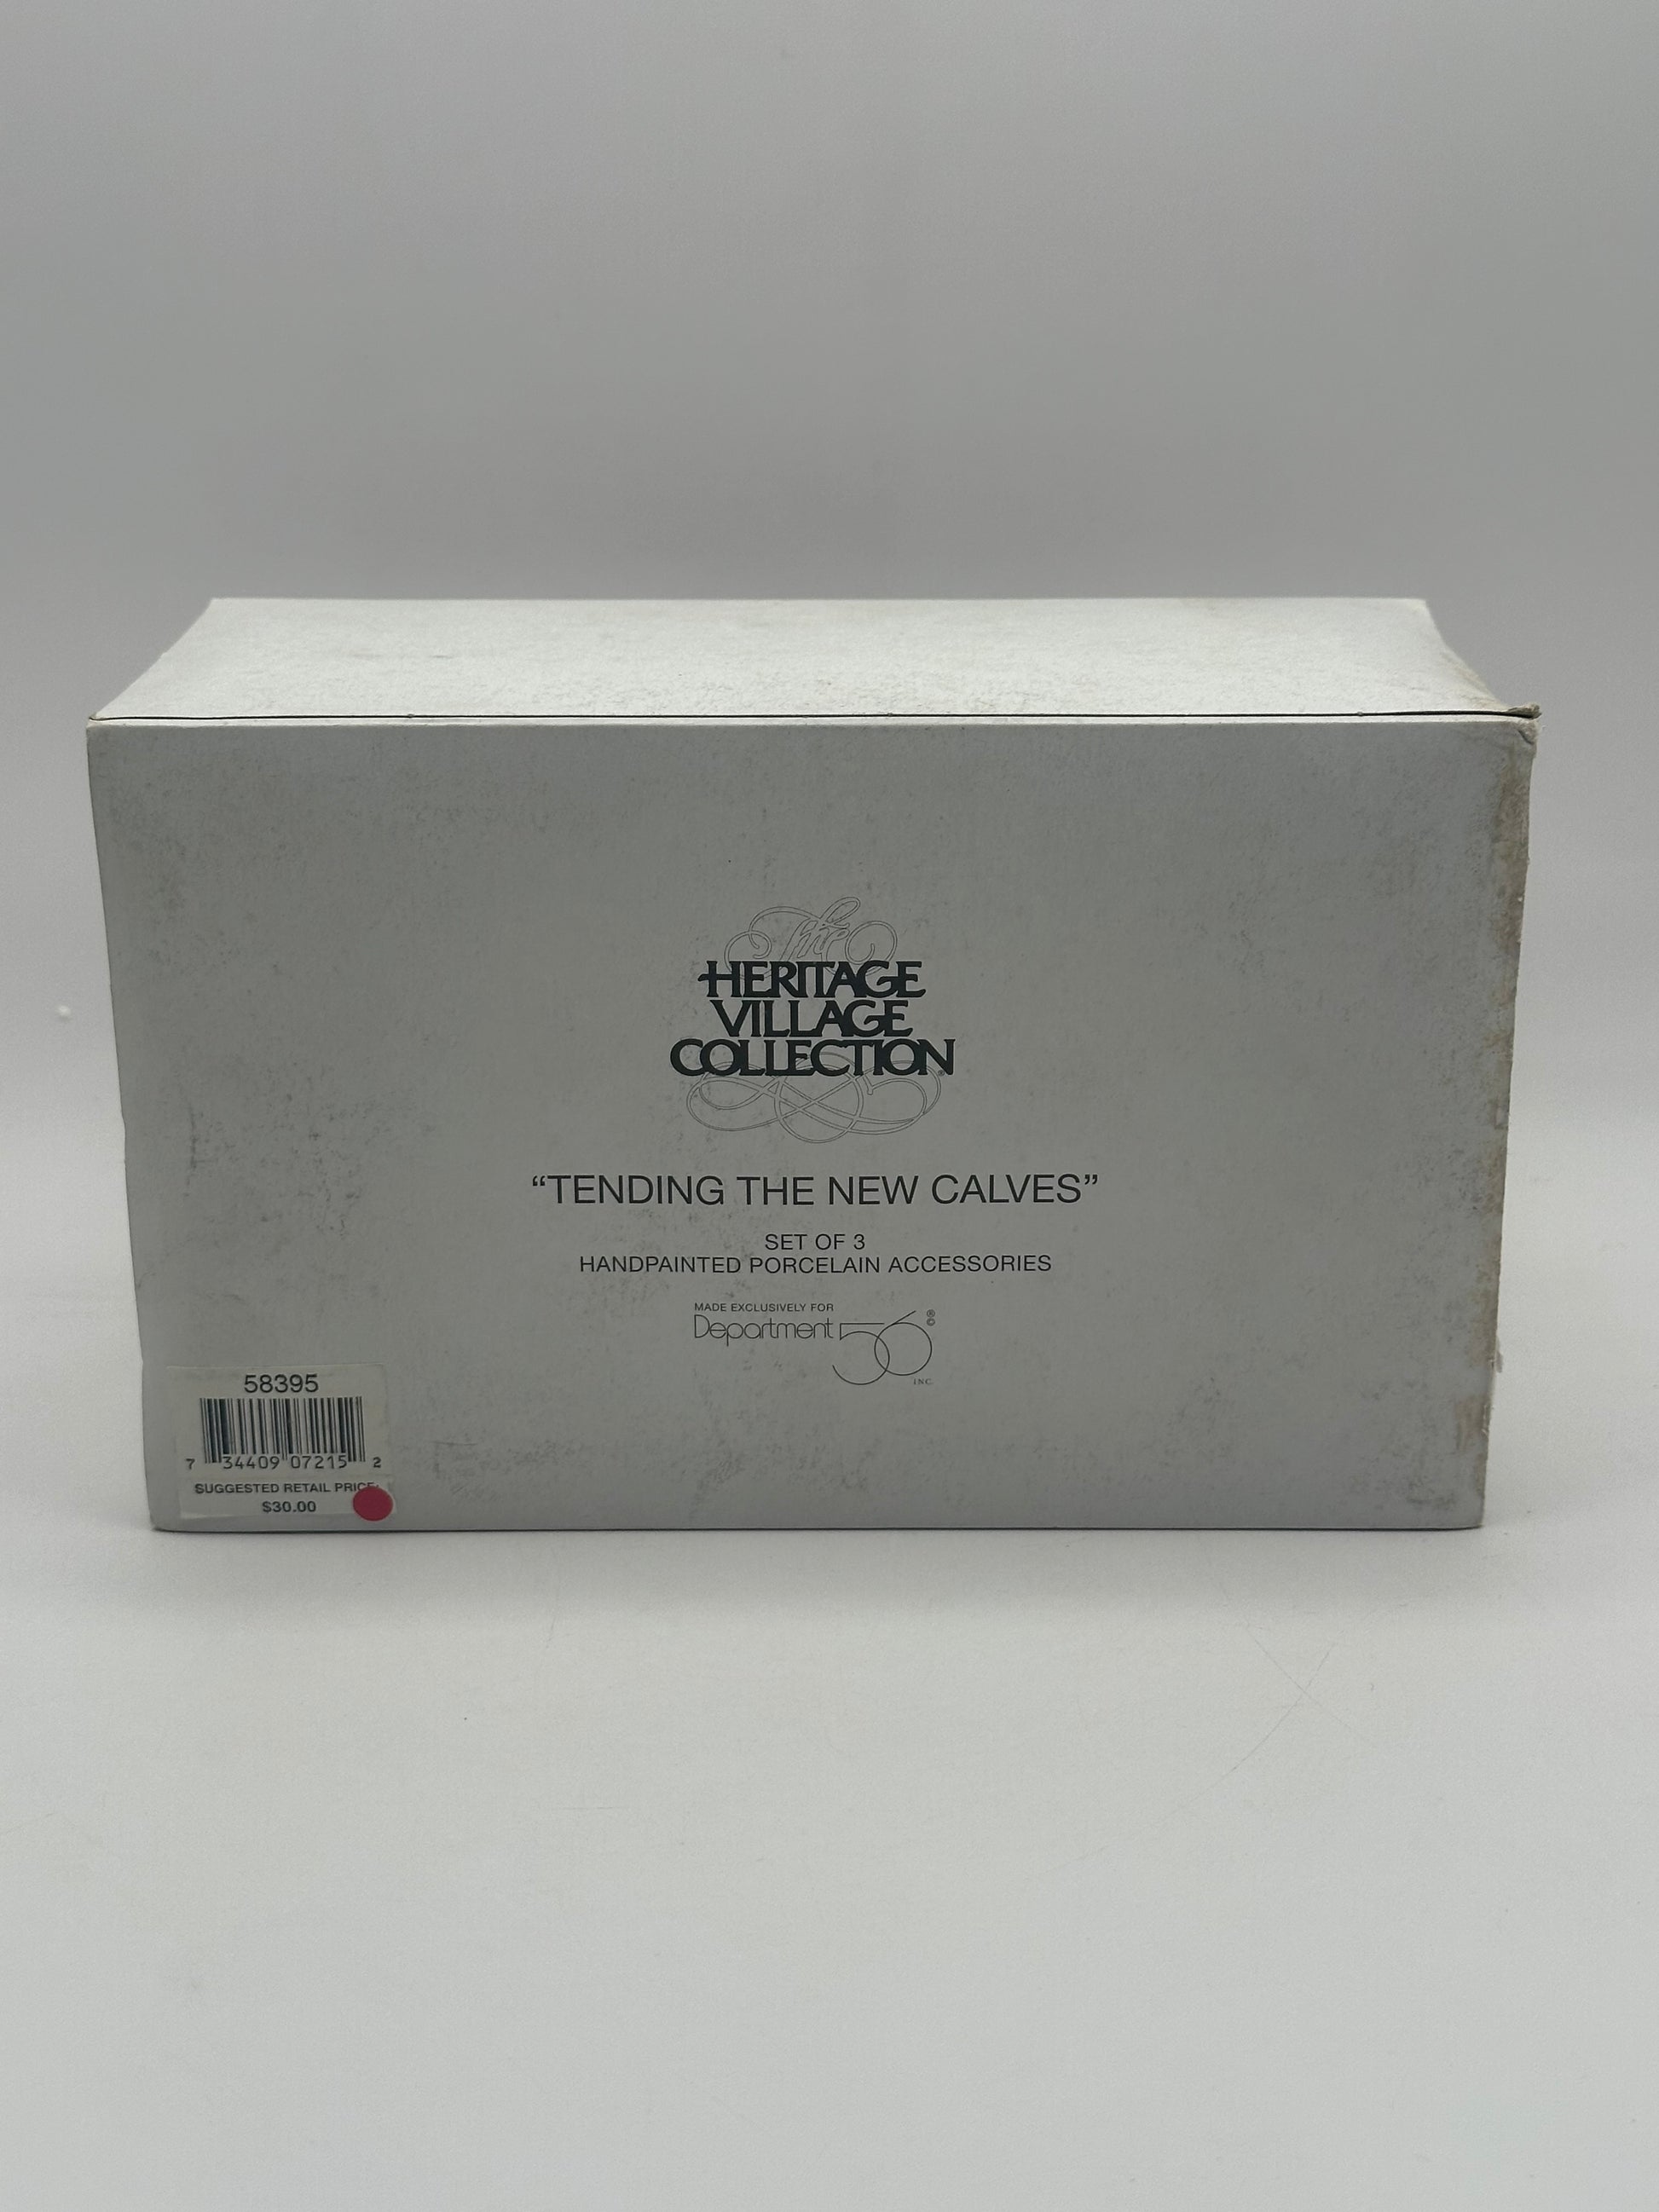 The
HERITAGE
VILLAGE
COLLECTION®
“TENDING THE NEW CALVES”
SET OF 3
HANDPAINTED PORCELAIN ACCESSORIES
MADE EXCLUSIVELY FOR
Department 56 ®©
INC.
58395
7 34409 07215 2
SUGGESTED RETAIL PRICE:
$30.00